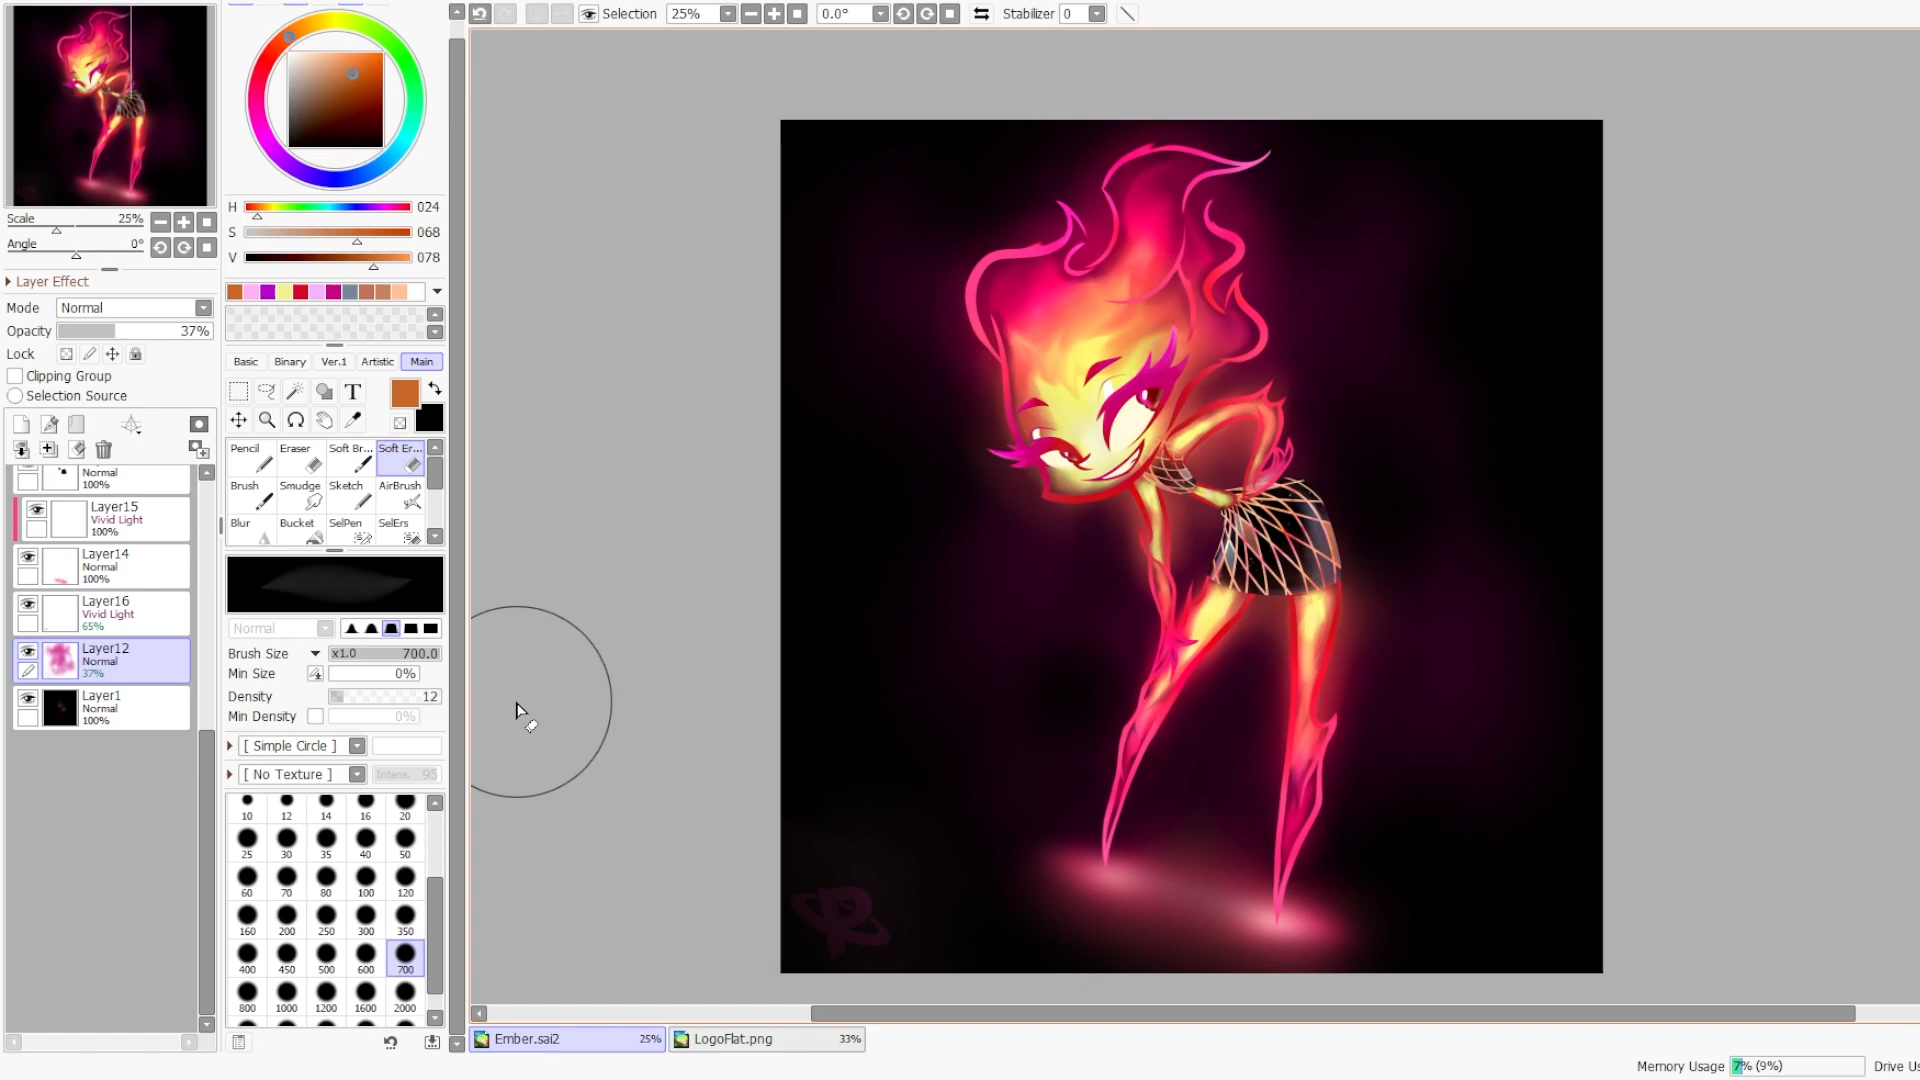 Selection 25% 0.0° Stabilizer 0
Scale 25%
Angle 0°
Layer Effect
Mode Normal
Opacity 37%
Lock
Clipping Group
Selection Source
Normal
100%
Layer15
Vivid Light
100%
Layer14
Normal
100%
Layer16
Vivid Light
65%
Layer12
Normal
37%
Layer1
Normal
100%
H 024
S 068
V 078
Basic Binary Ver.1 Artistic Main
T
Pencil Eraser Soft Br... Soft Er...
Brush Smudge Sketch AirBrush
Blur Bucket SelPen SelErs
Normal
Brush Size x1.0 700.0
Min Size 0%
Density 12
Min Density 0%
[ Simple Circle ]
[ No Texture ] Intens. 95
10 12 14 16 20
25 30 35 40 50
60 70 80 100 120
160 200 250 300 350
400 450 500 600 700
800 1000 1200 1600 2000
R
Ember.sai2 25% LogoFlat.png 33%
Memory Usage 7% (9%) Drive Us